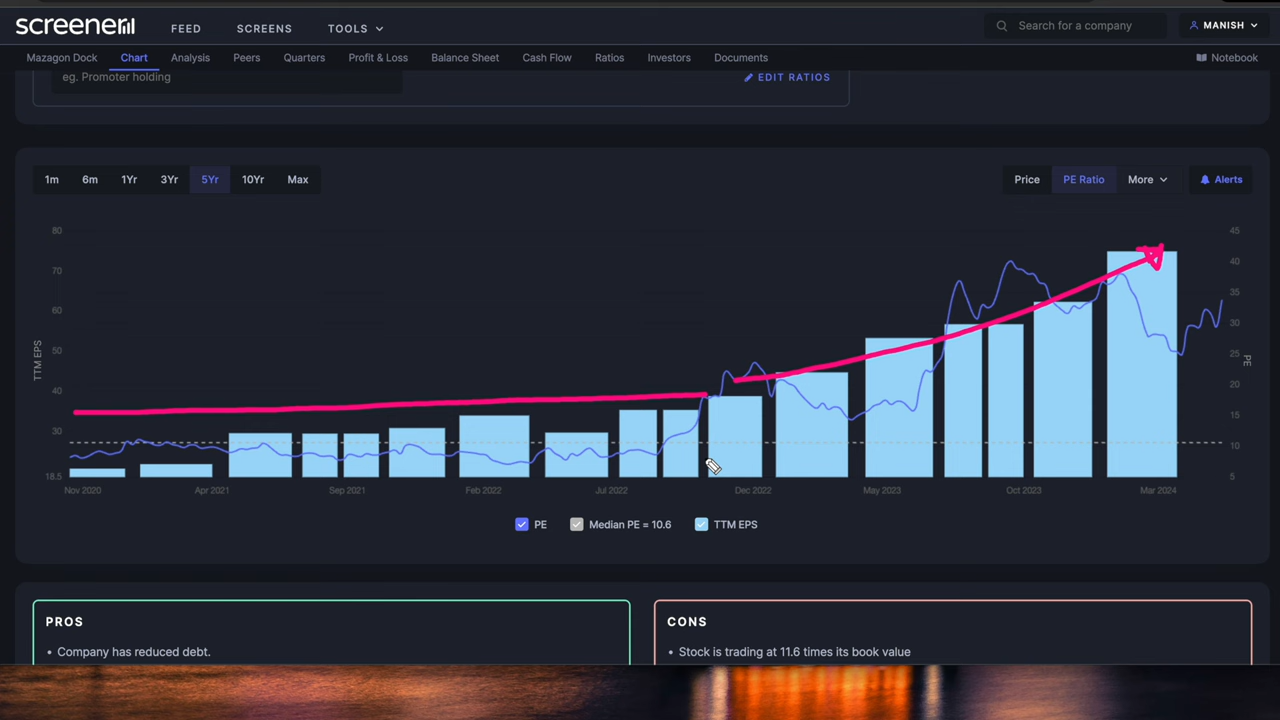 screener
FEED SCREENS TOOLS
Search for a company
MANISH
Mazagon Dock Chart Analysis Peers Quarters Profit & Loss Balance Sheet Cash Flow Ratios Investors Documents Notebook
eg. Promoter holding
EDIT RATIOS
1m 6m 1Yr 3Yr 5Yr 10Yr Max
Price PE Ratio More Alerts
80 45
70 40
35
60
30
50
25
40 20
15
30
10
18.5 5
TTM EPS
PE
Nov 2020 Apr 2021 Sep 2021 Feb 2022 Jul 2022 Dec 2022 May 2023 Oct 2023 Mar 2024
PE Median PE = 10.6 TTM EPS
PROS
• Company has reduced debt.
CONS
• Stock is trading at 11.6 times its book value